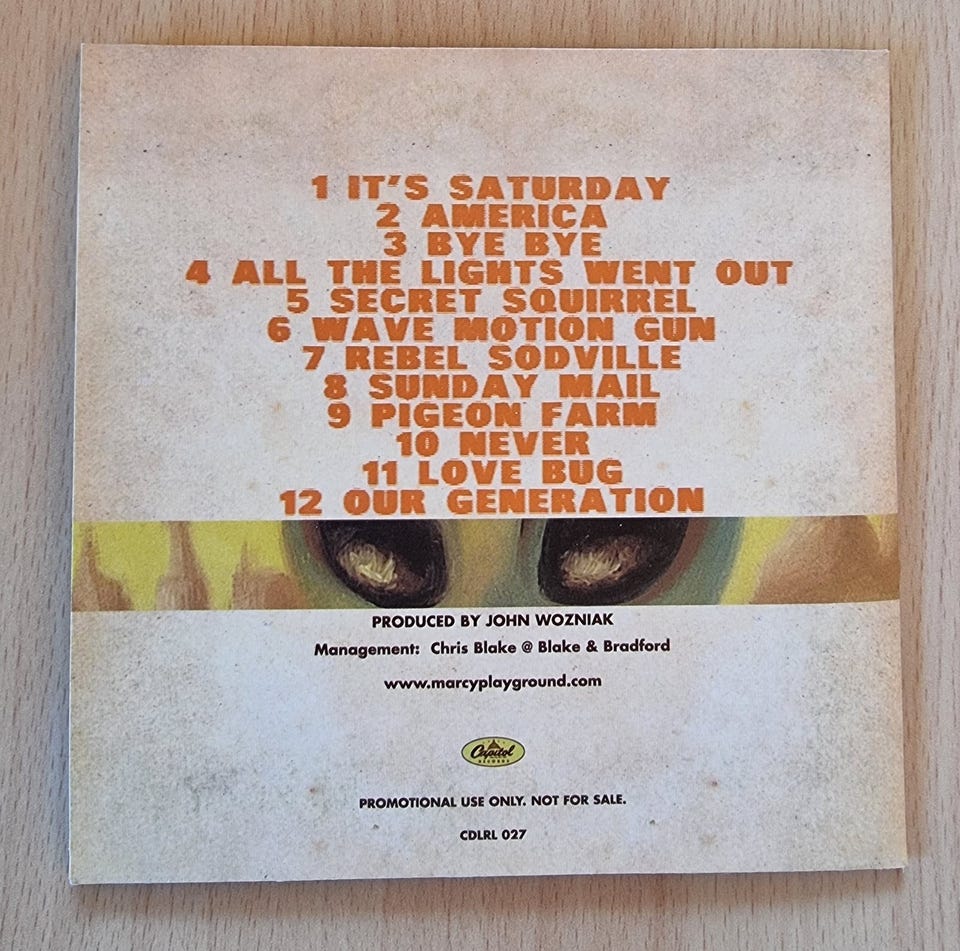 1 IT'S SATURDAY
2 AMERICA
3 BYE BYE
4 ALL THE LIGHTS WENT OUT
5 SECRET SQUIRREL
6 WAVE MOTION GUN
7 REBEL SODVILLE
8 SUNDAY MAIL
9 PIGEON FARM
10 NEVER
11 LOVE BUG
12 OUR GENERATION
PRODUCED BY JOHN WOZNIAK
Management: Chris Blake @ Blake & Bradford
www.marcyplayground.com
Capitol
RECORDS
PROMOTIONAL USE ONLY. NOT FOR SALE.
CDLRL 027